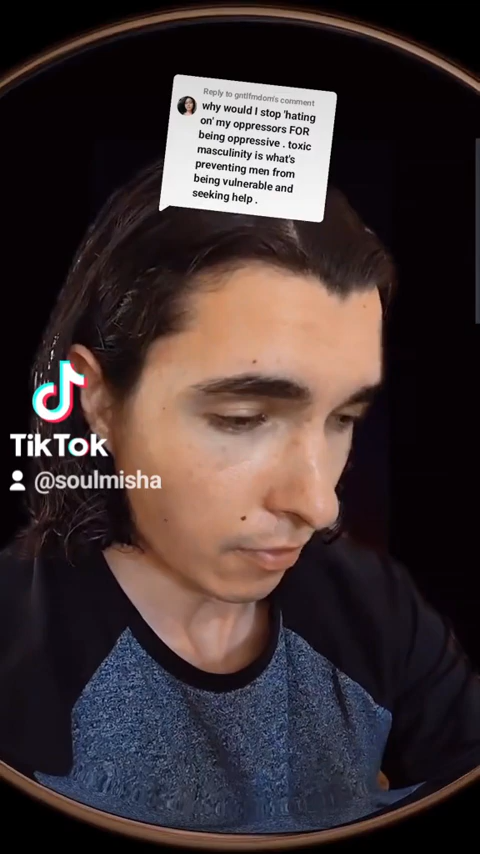 Reply to gntlfmdom's comment
why would I stop 'hating
on' my oppressors FOR
being oppressive . toxic
masculinity is what's
preventing men from
being vulnerable and
seeking help .
TikTok
@soulmisha